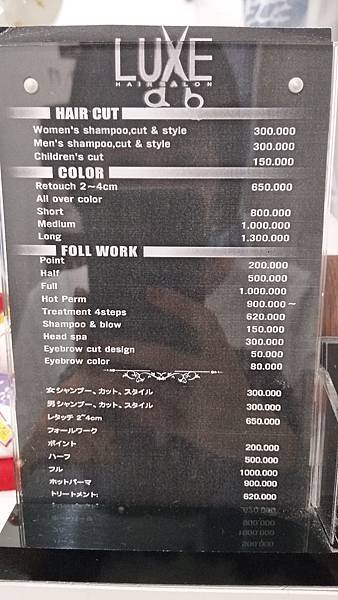 LUXE
HAIR SALON
HAIR CUT
Women's shampoo,cut & style 300.000
Men's shampoo,cut & style 300.000
Children's cut 150.000
COLOR
Retouch 2～4cm 650.000
All over color
Short 800.000
Medium 1,000.000
Long 1.300.000
FOLL WORK
Point 200.000
Half 500.000
Full 1.000.000
Hot Perm 900.000～
Treatment 4steps 620.000
Shampoo & blow 150.000
Head spa 300.000
Eyebrow cut design 50.000
Eyebrow color 80.000
女シャンプー、カット、スタイル 300.000
男シャンプー、カット、スタイル 300.000
レタッチ 2~4cm 650.000
フォールワーク
ポイント 200.000
ハーフ 500.000
フル 1000.000
ホットパーマ 900.000
トリートメント: 620.000
800.000
1000.000